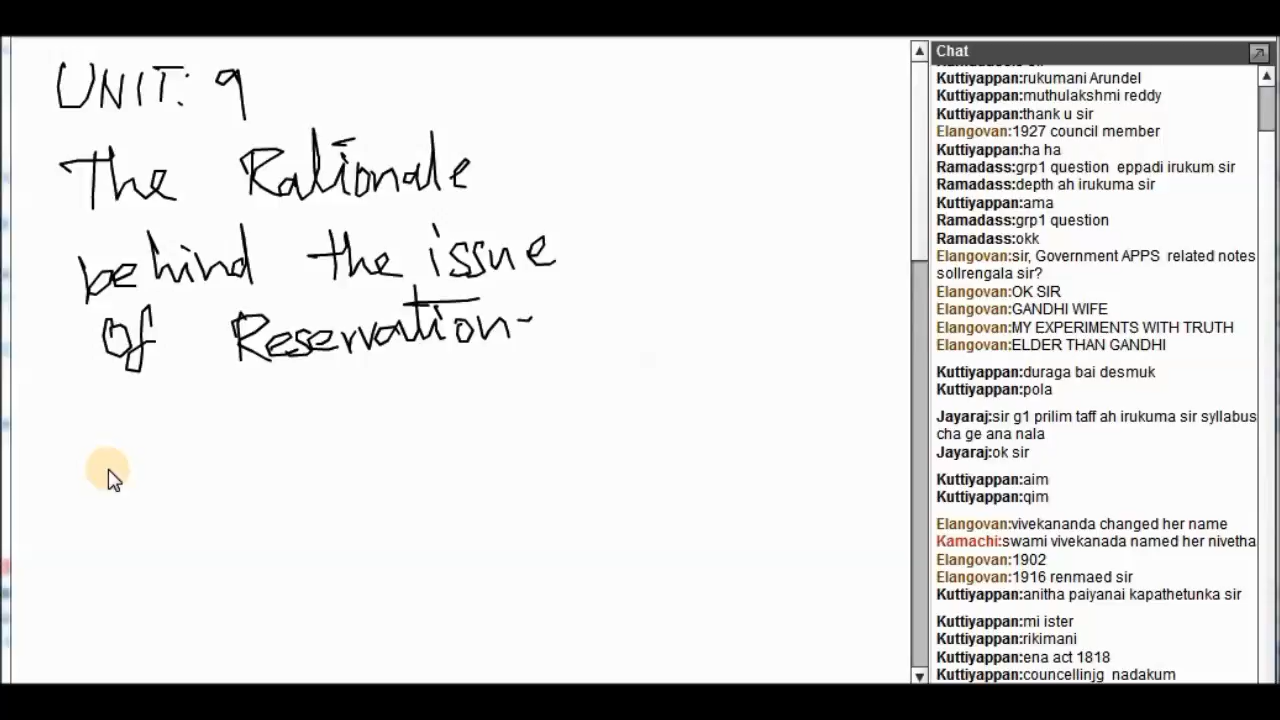 UNIT: 9
The Rationale
behind the issue
Of Reservation-
Chat
Kuttiyappan:rukumani Arundel
Kuttiyappan:muthulakshmi reddy
Kuttiyappan:thank u sir
Elangovan:1927 council member
Kuttiyappan:ha ha
Ramadass:grp1 question eppadi irukum sir
Ramadass:depth ah irukuma sir
Kuttiyappan:ama
Ramadass:grp1 question
Ramadass:okk
Elangovan:sir, Government APPS related notes
sollrengala sir?
Elangovan:OK SIR
Elangovan:GANDHI WIFE
Elangovan:MY EXPERIMENTS WITH TRUTH
Elangovan:ELDER THAN GANDHI
Kuttiyappan:duraga bai desmuk
Kuttiyappan:pola
Jayaraj:sir g1 prilim taff ah irukuma sir syllabus
cha ge ana nala
Jayaraj:ok sir
Kuttiyappan:aim
Kuttiyappan:qim
Elangovan:vivekananda changed her name
Kamachi:swami vivekanada named her nivetha
Elangovan:1902
Elangovan:1916 renmaed sir
Kuttiyappan:anitha paiyanai kapathetunka sir
Kuttiyappan:mi ister
Kuttiyappan:rikimani
Kuttiyappan:ena act 1818
Kuttiyappan:councellinjg nadakum